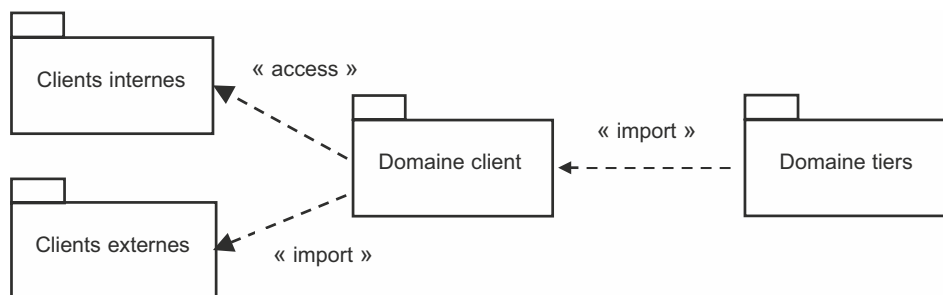 Clients internes
« access »
Domaine client
« import »
Domaine tiers
Clients externes
« import »